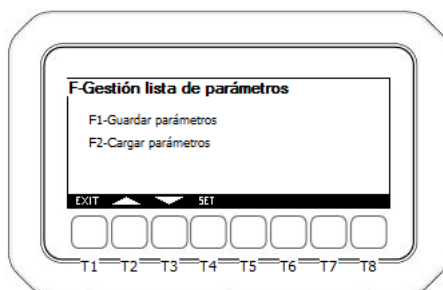 F-Gestión lista de parámetros
F1-Guardar parámetros
F2-Cargar parámetros
EXIT SET
T1 T2 T3 T4 T5 T6 T7 T8